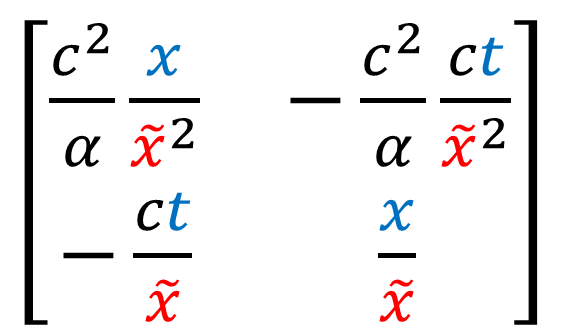 [ c²/α x/x̃² − c²/α ct/x̃²
− ct/x̃ x/x̃ ]